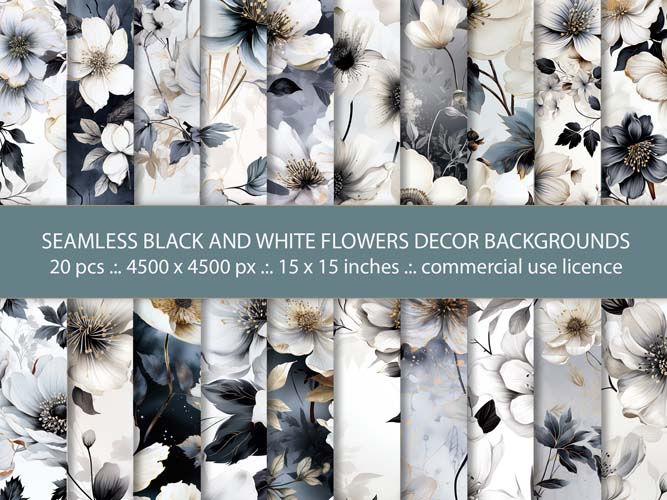 SEAMLESS BLACK AND WHITE FLOWERS DECOR BACKGROUNDS
20 pcs .:. 4500 x 4500 px .:. 15 x 15 inches .:. commercial use licence